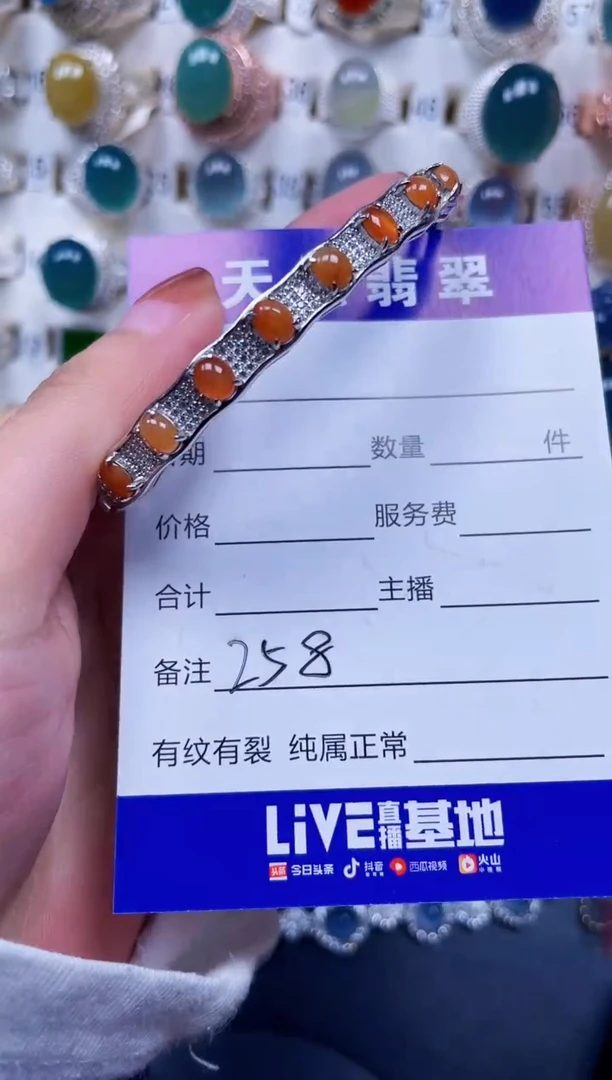 天 翡翠
期 数量 件
价格 服务费
合计 主播
备注 258
有纹有裂 纯属正常
LiVE直播基地
头条 今日头条 抖音 西瓜视频 火山